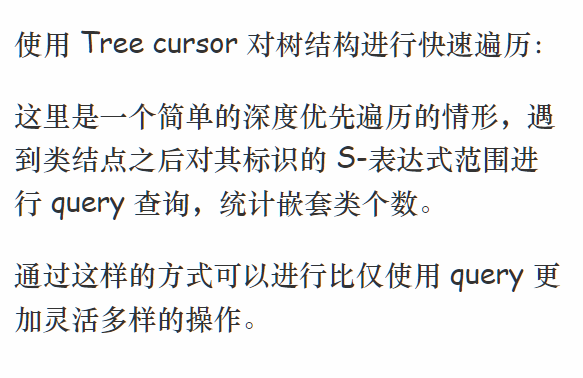 使用 Tree cursor 对树结构进行快速遍历：
这里是一个简单的深度优先遍历的情形，遇
到类结点之后对其标识的 S-表达式范围进
行 query 查询，统计嵌套类个数。
通过这样的方式可以进行比仅使用 query 更
加灵活多样的操作。